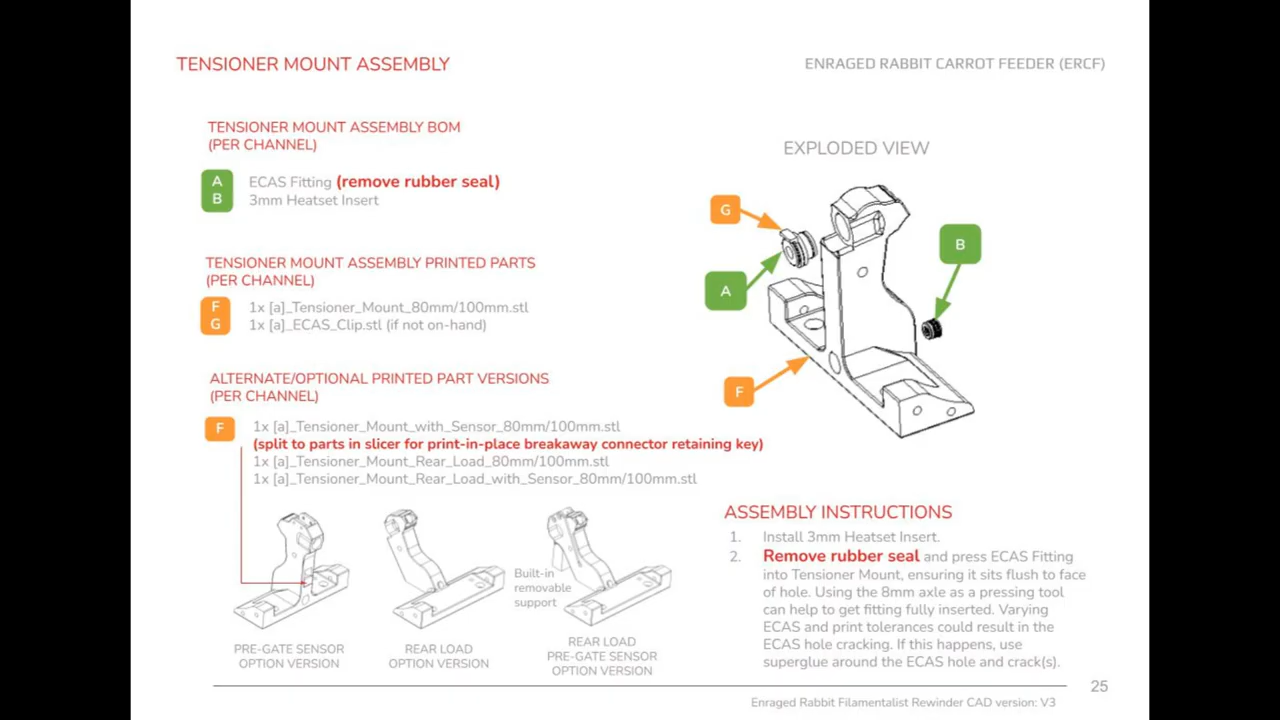 TENSIONER MOUNT ASSEMBLY
ENRAGED RABBIT CARROT FEEDER (ERCF)
TENSIONER MOUNT ASSEMBLY BOM
(PER CHANNEL)
A ECAS Fitting (remove rubber seal)
B 3mm Heatset Insert
TENSIONER MOUNT ASSEMBLY PRINTED PARTS
(PER CHANNEL)
F 1x [a]_Tensioner_Mount_80mm/100mm.stl
G 1x [a]_ECAS_Clip.stl (if not on-hand)
ALTERNATE/OPTIONAL PRINTED PART VERSIONS
(PER CHANNEL)
F 1x [a]_Tensioner_Mount_with_Sensor_80mm/100mm.stl
(split to parts in slicer for print-in-place breakaway connector retaining key)
1x [a]_Tensioner_Mount_Rear_Load_80mm/100mm.stl
1x [a]_Tensioner_Mount_Rear_Load_with_Sensor_80mm/100mm.stl
PRE-GATE SENSOR
OPTION VERSION
REAR LOAD
OPTION VERSION
Built-in
removable
support
REAR LOAD
PRE-GATE SENSOR
OPTION VERSION
EXPLODED VIEW
G
B
A
F
ASSEMBLY INSTRUCTIONS
1. Install 3mm Heatset Insert.
2. Remove rubber seal and press ECAS Fitting
into Tensioner Mount, ensuring it sits flush to face
of hole. Using the 8mm axle as a pressing tool
can help to get fitting fully inserted. Varying
ECAS and print tolerances could result in the
ECAS hole cracking. If this happens, use
superglue around the ECAS hole and crack(s).
25
Enraged Rabbit Filamentalist Rewinder CAD version: V3